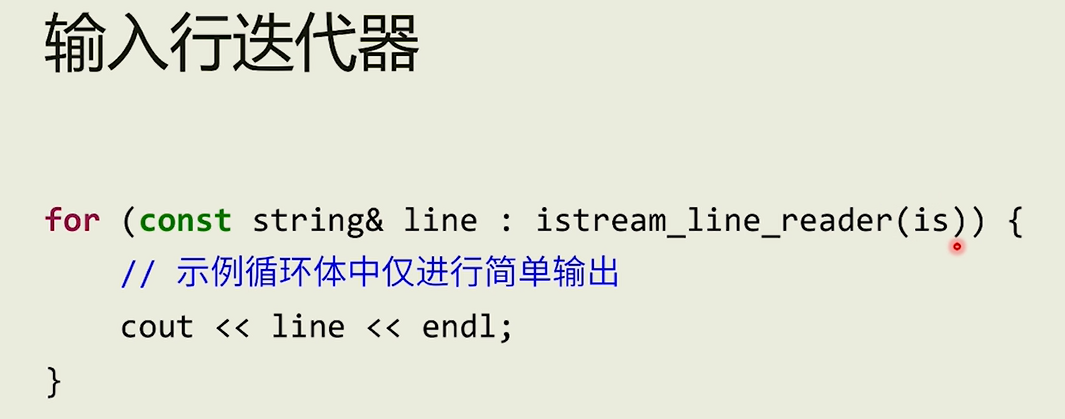 输入行迭代器
for (const string& line : istream_line_reader(is)) {
// 示例循环体中仅进行简单输出
cout << line << endl;
}